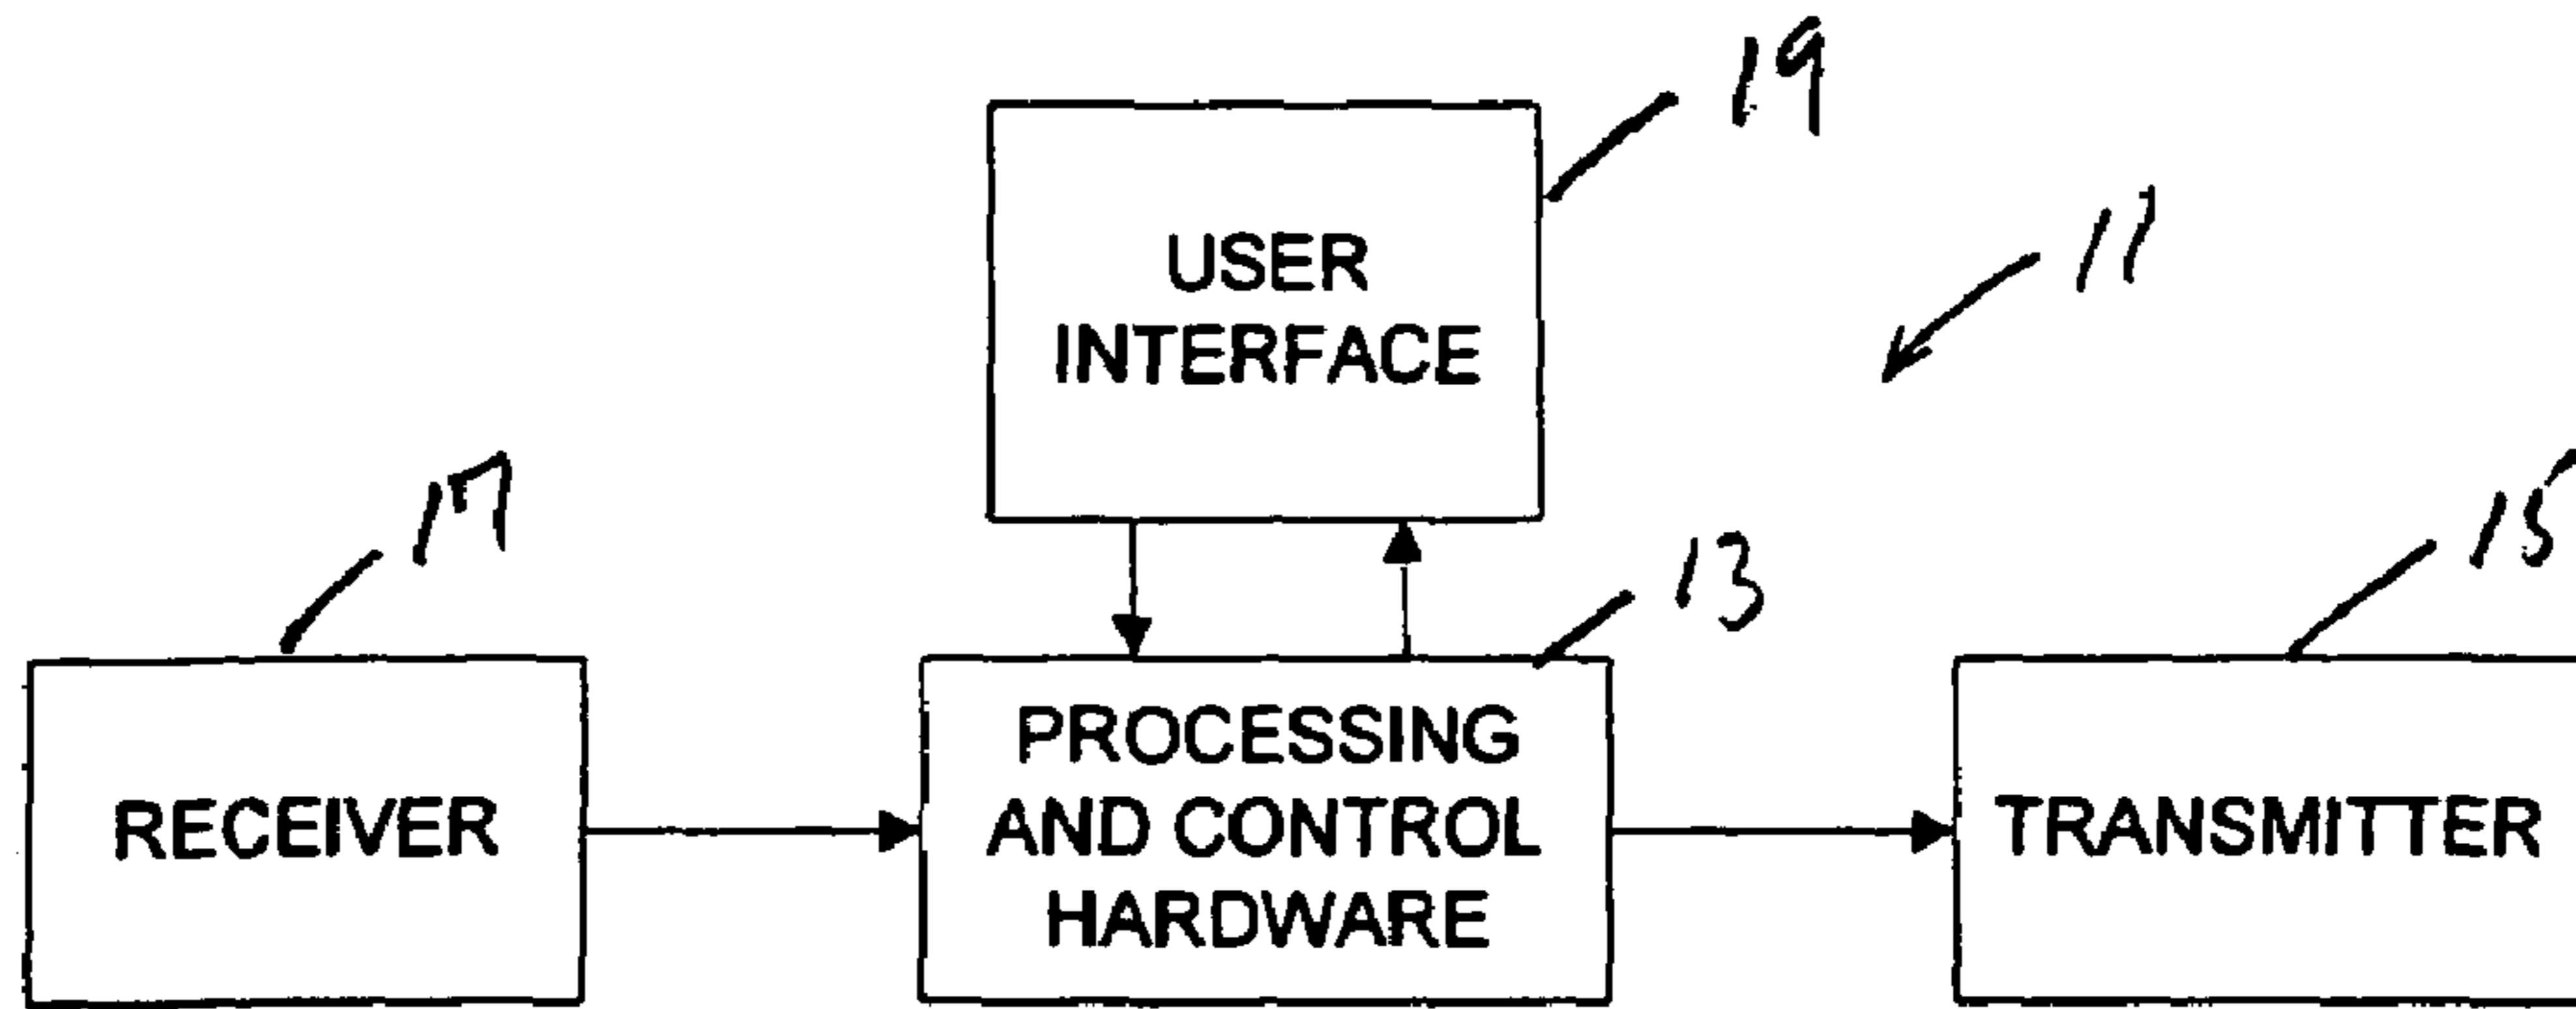 19
USER
INTERFACE
11
17
RECEIVER
13
PROCESSING
AND CONTROL
HARDWARE
15
TRANSMITTER